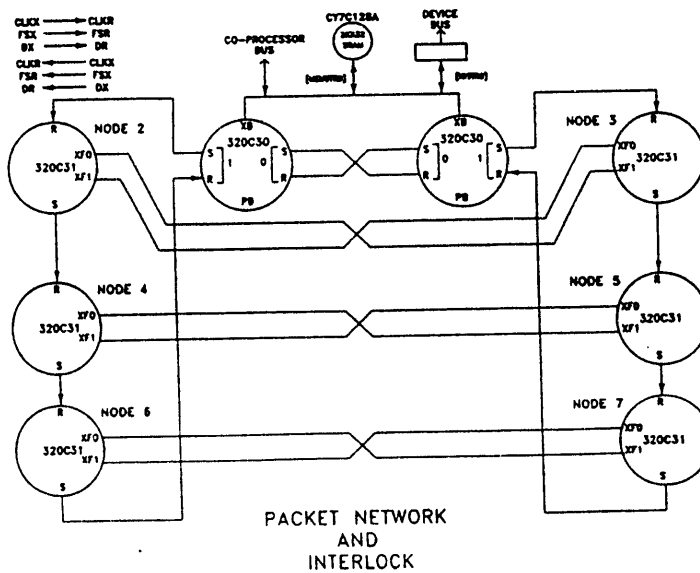 CLKX CLKR
FSX FSR
DX DR
CLKR CLKX
FSR FSX
DR DX
CO-PROCESSOR
BUS
CY7C128A
SRAM
DEVICE
BUS
R
NODE 2
320C31
XF0
XF1
S
XB
320C30
S
R
1
0
S
R
PB
XB
320C30
S
R
0
1
S
R
PB
NODE 3
R
XF0
XF1
320C31
S
R
NODE 4
320C31
XF0
XF1
S
NODE 5
R
XF0
XF1
320C31
S
R
NODE 6
320C31
XF0
XF1
S
NODE 7
R
XF0
XF1
320C31
S
PACKET NETWORK
AND
INTERLOCK